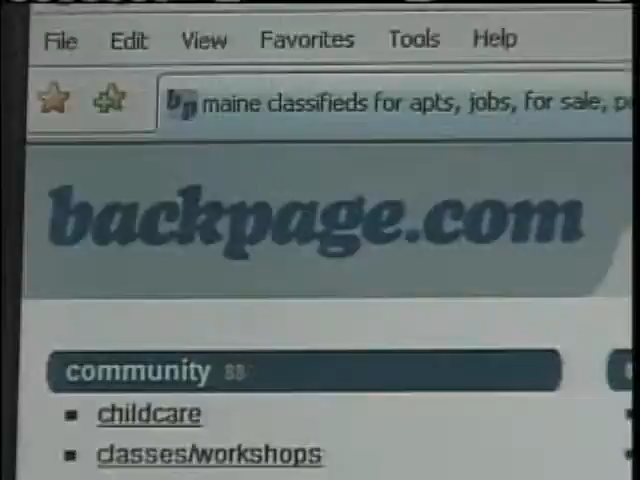 File Edit View Favorites Tools Help
bp maine classifieds for apts, jobs, for sale,
backpage.com
community
childcare
classes/workshops